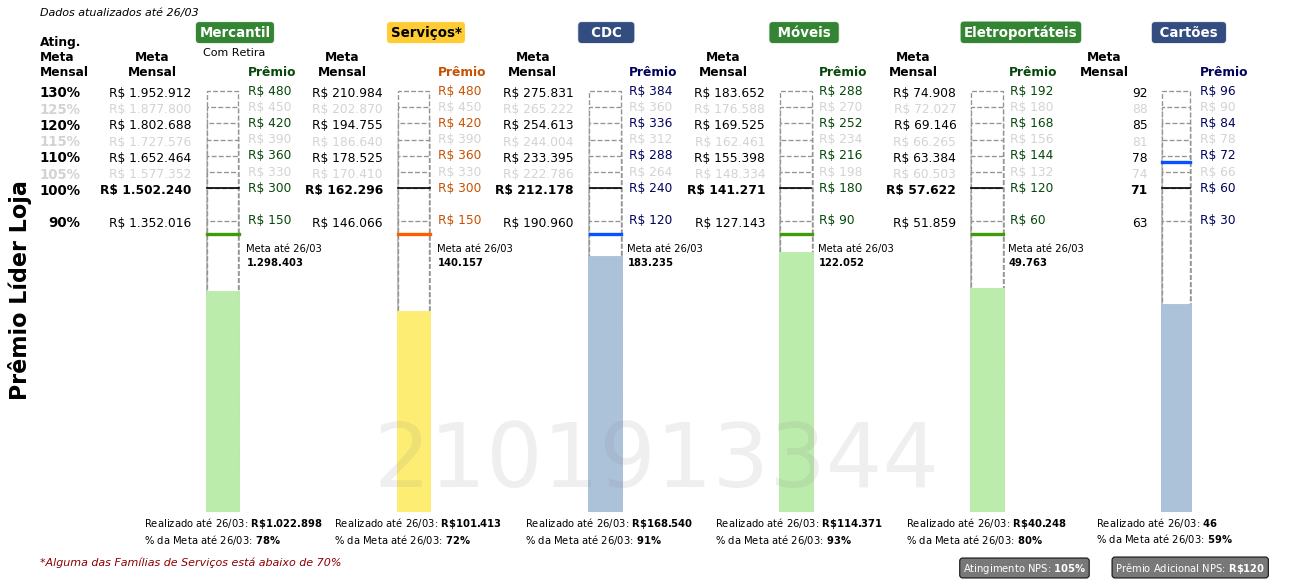 Dados atualizados até 26/03
Mercantil Serviços* CDC Móveis Eletroportáteis Cartões
Com Retira
Ating. Meta Mensal
Meta Mensal Prêmio Meta Mensal Prêmio Meta Mensal Prêmio Meta Mensal Prêmio Meta Mensal Prêmio Meta Mensal Prêmio
130% R$ 1.952.912 R$ 480 R$ 210.984 R$ 480 R$ 275.831 R$ 384 R$ 183.652 R$ 288 R$ 74.908 R$ 192 92 R$ 96
125% R$ 1.877.800 R$ 450 R$ 202.870 R$ 450 R$ 265.222 R$ 360 R$ 176.588 R$ 270 R$ 72.027 R$ 180 88 R$ 90
120% R$ 1.802.688 R$ 420 R$ 194.755 R$ 420 R$ 254.613 R$ 336 R$ 169.525 R$ 252 R$ 69.146 R$ 168 85 R$ 84
115% R$ 1.727.576 R$ 390 R$ 186.640 R$ 390 R$ 244.004 R$ 312 R$ 162.461 R$ 234 R$ 66.265 R$ 156 81 R$ 78
110% R$ 1.652.464 R$ 360 R$ 178.525 R$ 360 R$ 233.395 R$ 288 R$ 155.398 R$ 216 R$ 63.384 R$ 144 78 R$ 72
105% R$ 1.577.352 R$ 330 R$ 170.410 R$ 330 R$ 222.786 R$ 264 R$ 148.334 R$ 198 R$ 60.503 R$ 132 74 R$ 66
100% R$ 1.502.240 R$ 300 R$ 162.296 R$ 300 R$ 212.178 R$ 240 R$ 141.271 R$ 180 R$ 57.622 R$ 120 71 R$ 60
90% R$ 1.352.016 R$ 150 R$ 146.066 R$ 150 R$ 190.960 R$ 120 R$ 127.143 R$ 90 R$ 51.859 R$ 60 63 R$ 30
Meta até 26/03 Meta até 26/03 Meta até 26/03 Meta até 26/03 Meta até 26/03
1.298.403 140.157 183.235 122.052 49.763
Prêmio Líder Loja
2101913344
Realizado até 26/03: R$1.022.898 Realizado até 26/03: R$101.413 Realizado até 26/03: R$168.540 Realizado até 26/03: R$114.371 Realizado até 26/03: R$40.248 Realizado até 26/03: 46
% da Meta até 26/03: 78% % da Meta até 26/03: 72% % da Meta até 26/03: 91% % da Meta até 26/03: 93% % da Meta até 26/03: 80% % da Meta até 26/03: 59%
*Alguma das Famílias de Serviços está abaixo de 70%
Atingimento NPS: 105% Prêmio Adicional NPS: R$120